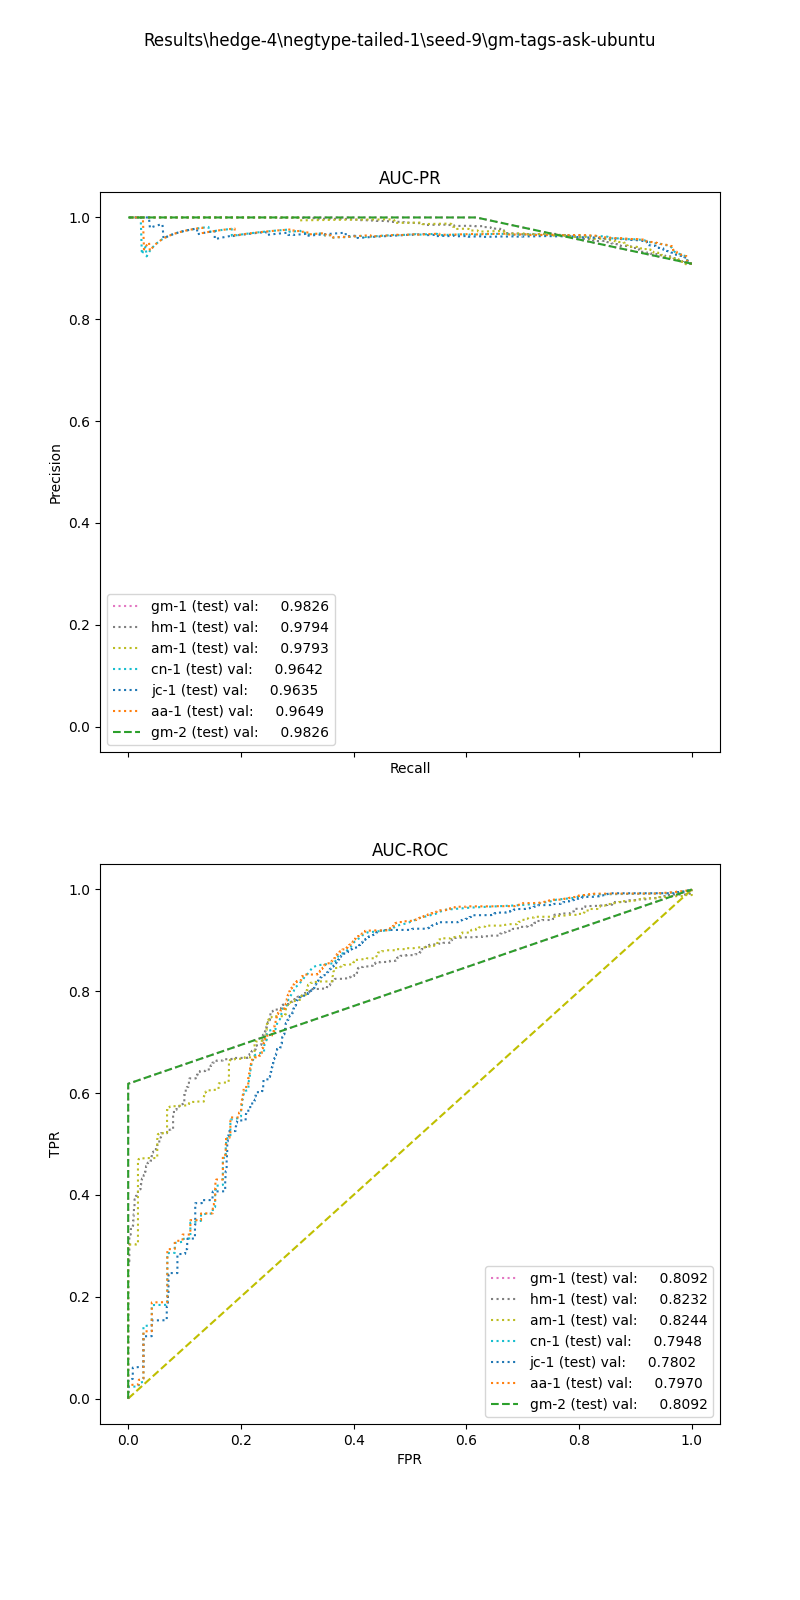 Results\hedge-4\negtype-tailed-1\seed-9\gm-tags-ask-ubuntu
AUC-PR
1.0
0.8
0.6
0.4
0.2
0.0
Precision
gm-1 (test) val: 0.9826
hm-1 (test) val: 0.9794
am-1 (test) val: 0.9793
cn-1 (test) val: 0.9642
jc-1 (test) val: 0.9635
aa-1 (test) val: 0.9649
gm-2 (test) val: 0.9826
Recall
AUC-ROC
1.0
0.8
0.6
0.4
0.2
0.0
TPR
gm-1 (test) val: 0.8092
hm-1 (test) val: 0.8232
am-1 (test) val: 0.8244
cn-1 (test) val: 0.7948
jc-1 (test) val: 0.7802
aa-1 (test) val: 0.7970
gm-2 (test) val: 0.8092
0.0 0.2 0.4 0.6 0.8 1.0
FPR